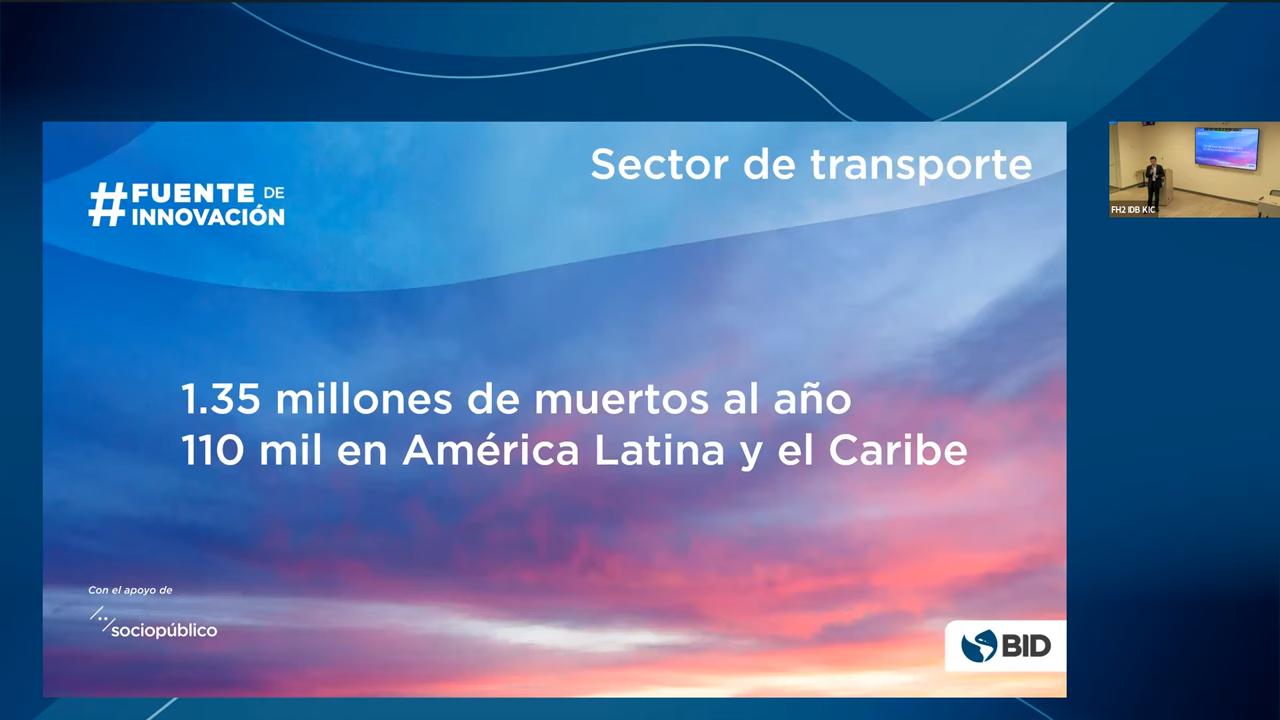 Sector de transporte
#FUENTE DE
INNOVACIÓN
1.35 millones de muertos al año
110 mil en América Latina y el Caribe
Con el apoyo de
sociopúblico
BID
FH2 IDB KIC